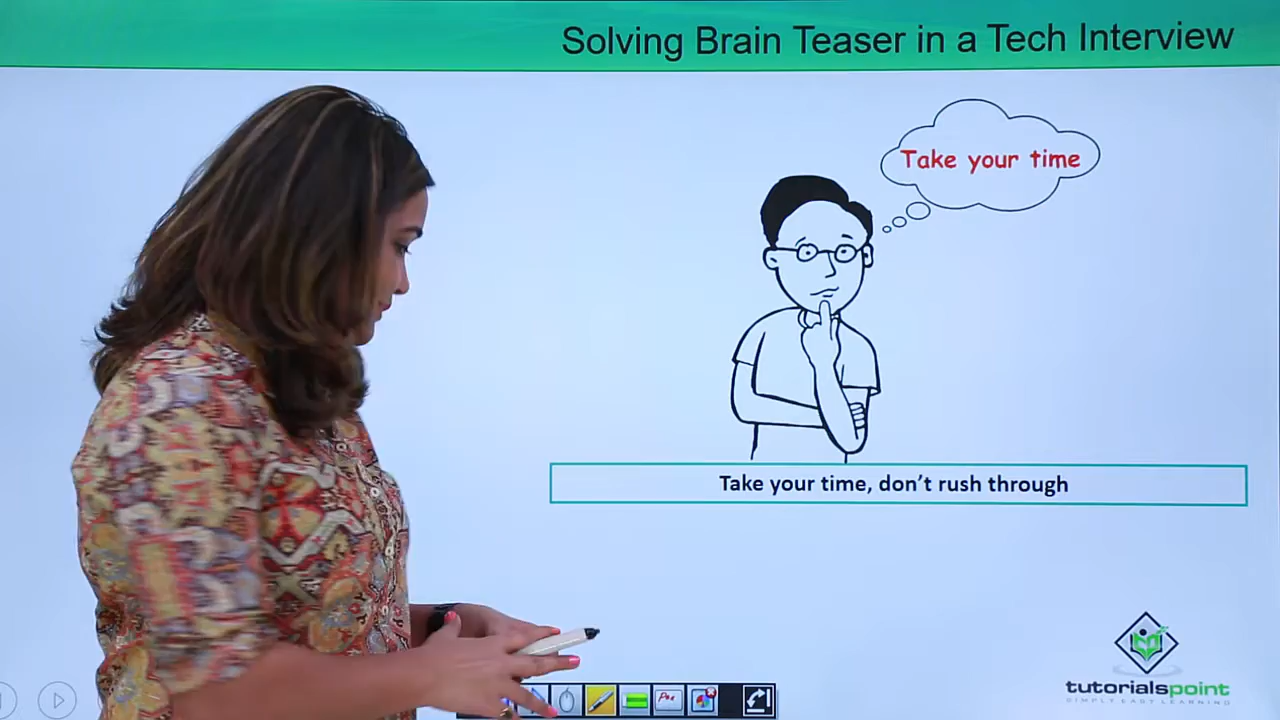 Solving Brain Teaser in a Tech Interview
Take your time
Take your time, don't rush through
tutorialspoint
SIMPLY EASY LEARNING